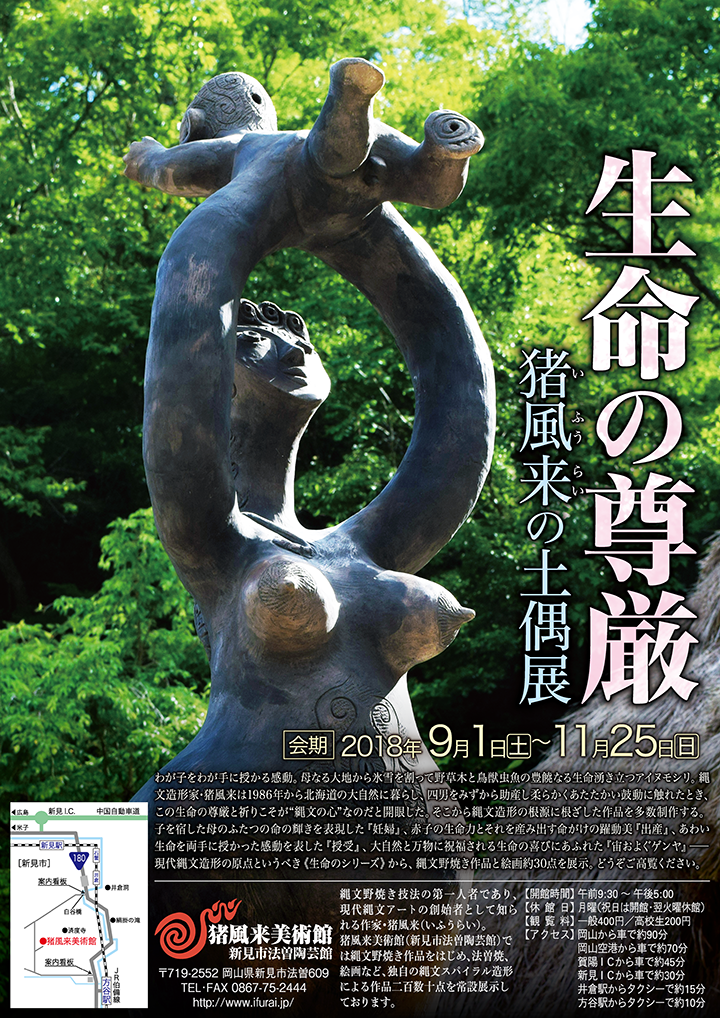 生命の尊厳
猪風来の土偶展
いふうらい
会期 2018年 9月1日土~11月25日日
わが子をわが手に授かる感動。母なる大地から氷雪を割って野草木と鳥獣虫魚の豊饒なる生命湧き立つアイヌモシリ。縄
文造形家・猪風来は1986年から北海道の大自然に暮らし、四男をみずから助産し柔らかくあたたかい鼓動に触れたとき、
この生命の尊厳と祈りこそが“縄文の心”なのだと開眼した。そこから縄文造形の根源に根ざした作品を多数制作する。
子を宿した母のふたつの命の輝きを表現した『妊婦』、赤子の生命力とそれを産み出す命がけの躍動美『出産』、あわい
生命を両手に授かった感動を表した『授受』、大自然と万物に祝福される生命の喜びにあふれた『宙およぐゲンヤ』――
現代縄文造形の原点というべき《生命のシリーズ》から、縄文野焼き作品と絵画約30点を展示。どうぞご高覧ください。
広島
新見I.C.
中国自動車道
米子
新見駅
［新見市］
180
案内看板
井倉洞
白谷橋
絹掛の滝
済度寺
猪風来美術館
案内看板
方谷駅
JR伯備線
猪風来美術館
新見市法曽陶芸館
〒719-2552 岡山県新見市法曽609
TEL・FAX 0867-75-2444
http://www.ifurai.jp/
縄文野焼き技法の第一人者であり、
現代縄文アートの創始者として知ら
れる作家・猪風来（いふうらい）。
猪風来美術館（新見市法曽陶芸館）で
は縄文野焼き作品をはじめ、法曽焼、
絵画など、独自の縄文スパイラル造形
による作品二百数十点を常設展示し
ております。
【開館時間】午前9:30 ～ 午後5:00
【休館日】月曜（祝日は開館・翌火曜休館）
【観覧料】一般400円／高校生200円
【アクセス】岡山から車で約90分
岡山空港から車で約70分
賀陽ICから車で約45分
新見ICから車で約30分
井倉駅からタクシーで約15分
方谷駅からタクシーで約10分